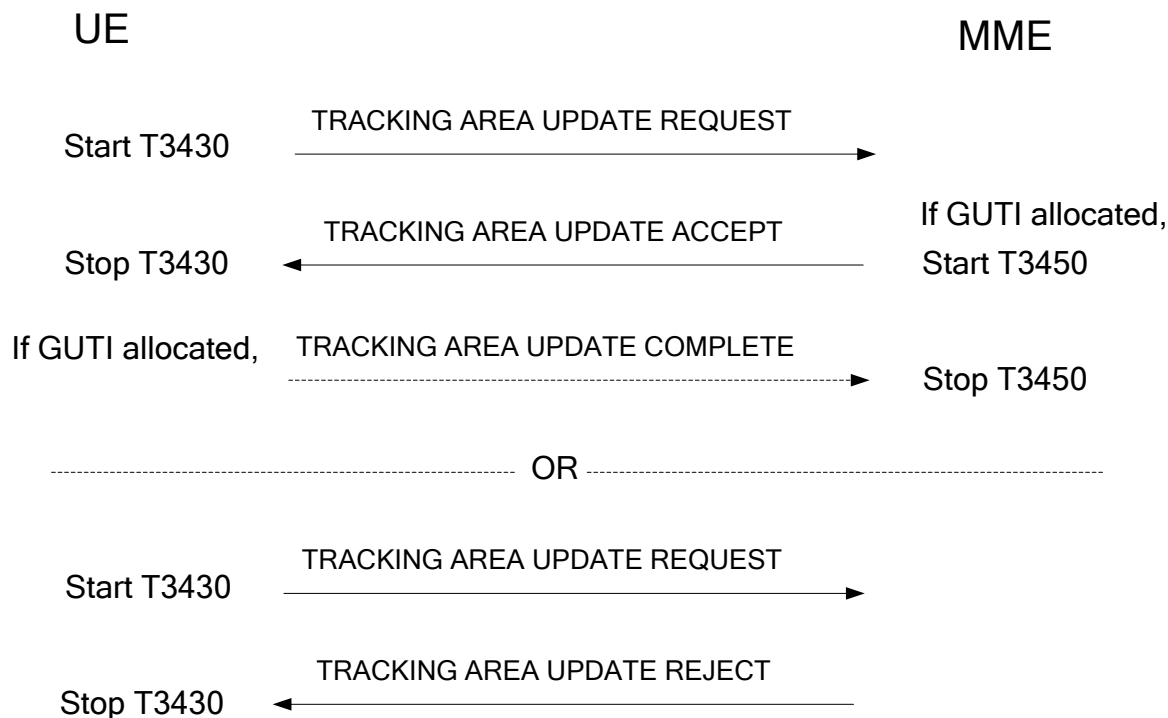 UE
MME
TRACKING AREA UPDATE REQUEST
Start T3430
If GUTI allocated,
TRACKING AREA UPDATE ACCEPT
Stop T3430
Start T3450
If GUTI allocated,
TRACKING AREA UPDATE COMPLETE
Stop T3450
OR
TRACKING AREA UPDATE REQUEST
Start T3430
TRACKING AREA UPDATE REJECT
Stop T3430